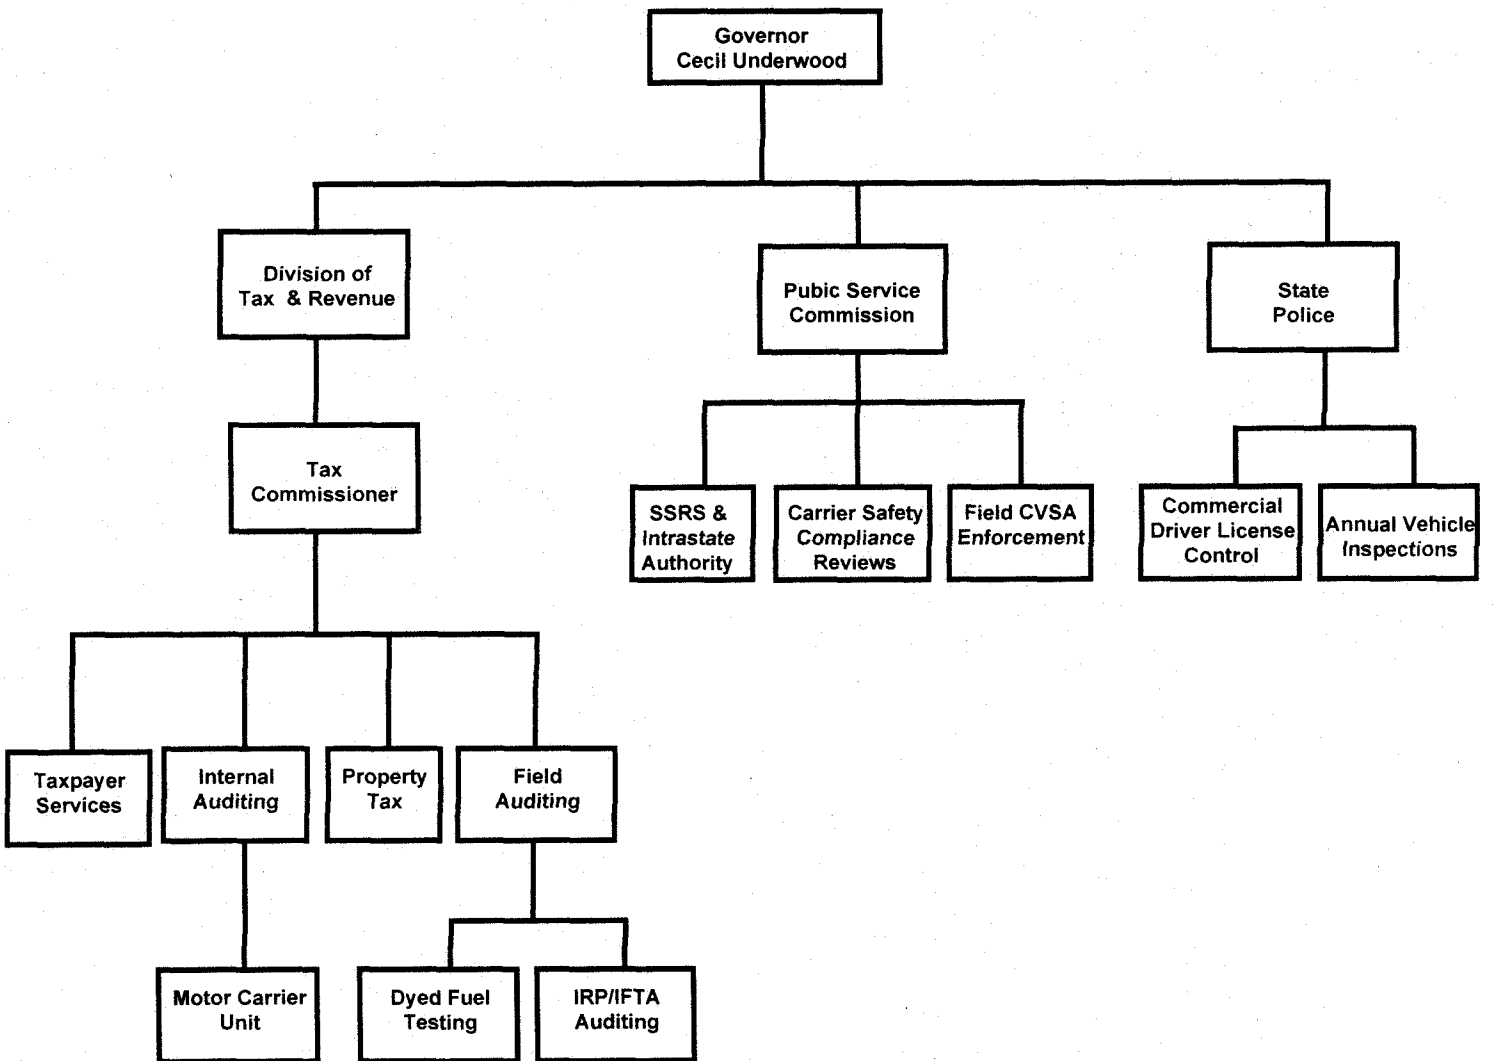 Governor
Cecil Underwood
Division of
Tax & Revenue
Pubic Service
Commission
State
Police
Tax
Commissioner
SSRS &
Intrastate
Authority
Carrier Safety
Compliance
Reviews
Field CVSA
Enforcement
Commercial
Driver License
Control
Annual Vehicle
Inspections
Taxpayer
Services
Internal
Auditing
Property
Tax
Field
Auditing
Motor Carrier
Unit
Dyed Fuel
Testing
IRP/IFTA
Auditing